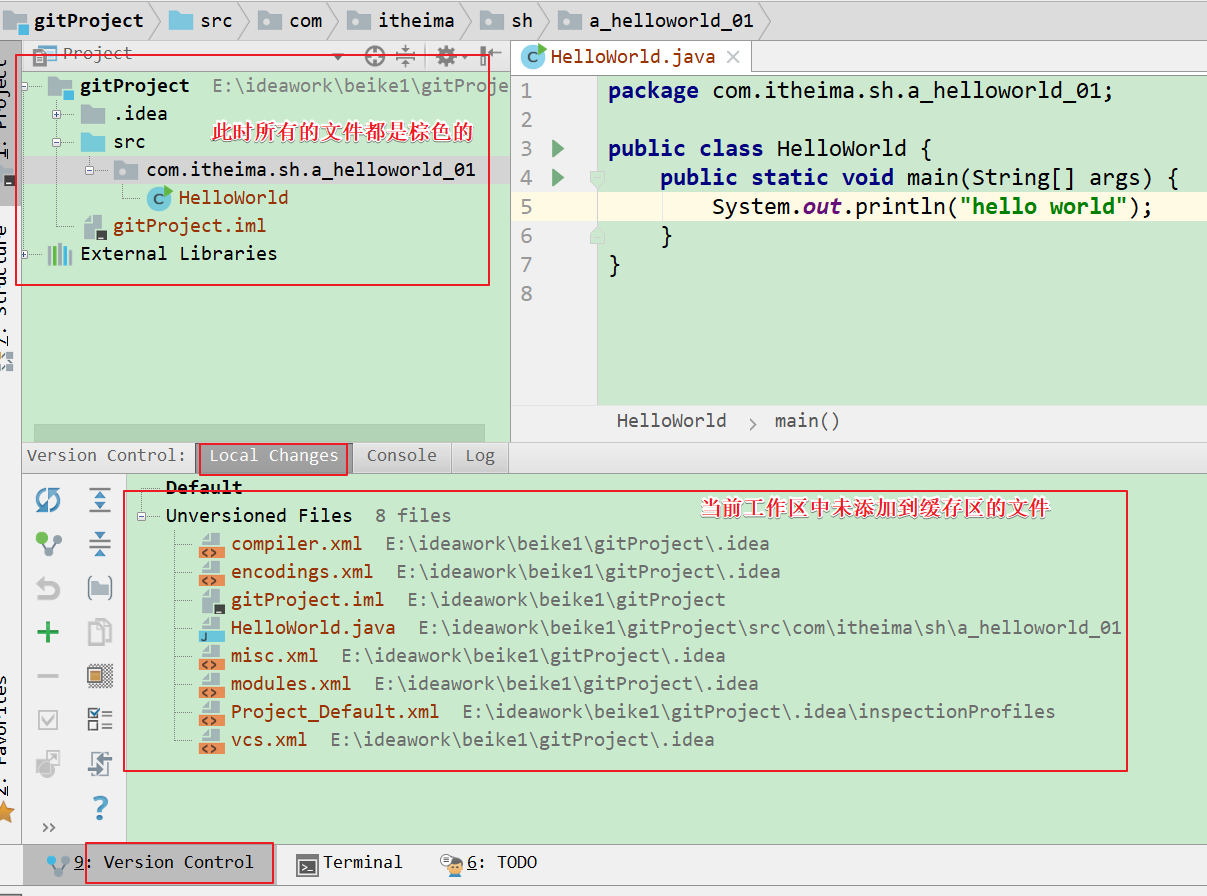 gitProject src com itheima sh a_helloworld_01
Project
HelloWorld.java
1: Project
gitProject E:\ideawork\beike1\gitProje
.idea
此时所有的文件都是棕色的
src
com.itheima.sh.a_helloworld_01
HelloWorld
gitProject.iml
External Libraries
7: Structure
1 package com.itheima.sh.a_helloworld_01;
2
3 public class HelloWorld {
4 public static void main(String[] args) {
5 System.out.println("hello world");
6 }
7 }
8
HelloWorld main()
Version Control: Local Changes Console Log
Default
当前工作区中未添加到缓存区的文件
Unversioned Files 8 files
compiler.xml E:\ideawork\beike1\gitProject\.idea
encodings.xml E:\ideawork\beike1\gitProject\.idea
gitProject.iml E:\ideawork\beike1\gitProject
HelloWorld.java E:\ideawork\beike1\gitProject\src\com\itheima\sh\a_helloworld_01
misc.xml E:\ideawork\beike1\gitProject\.idea
modules.xml E:\ideawork\beike1\gitProject\.idea
Project_Default.xml E:\ideawork\beike1\gitProject\.idea\inspectionProfiles
vcs.xml E:\ideawork\beike1\gitProject\.idea
2: Favorites
9: Version Control Terminal 6: TODO